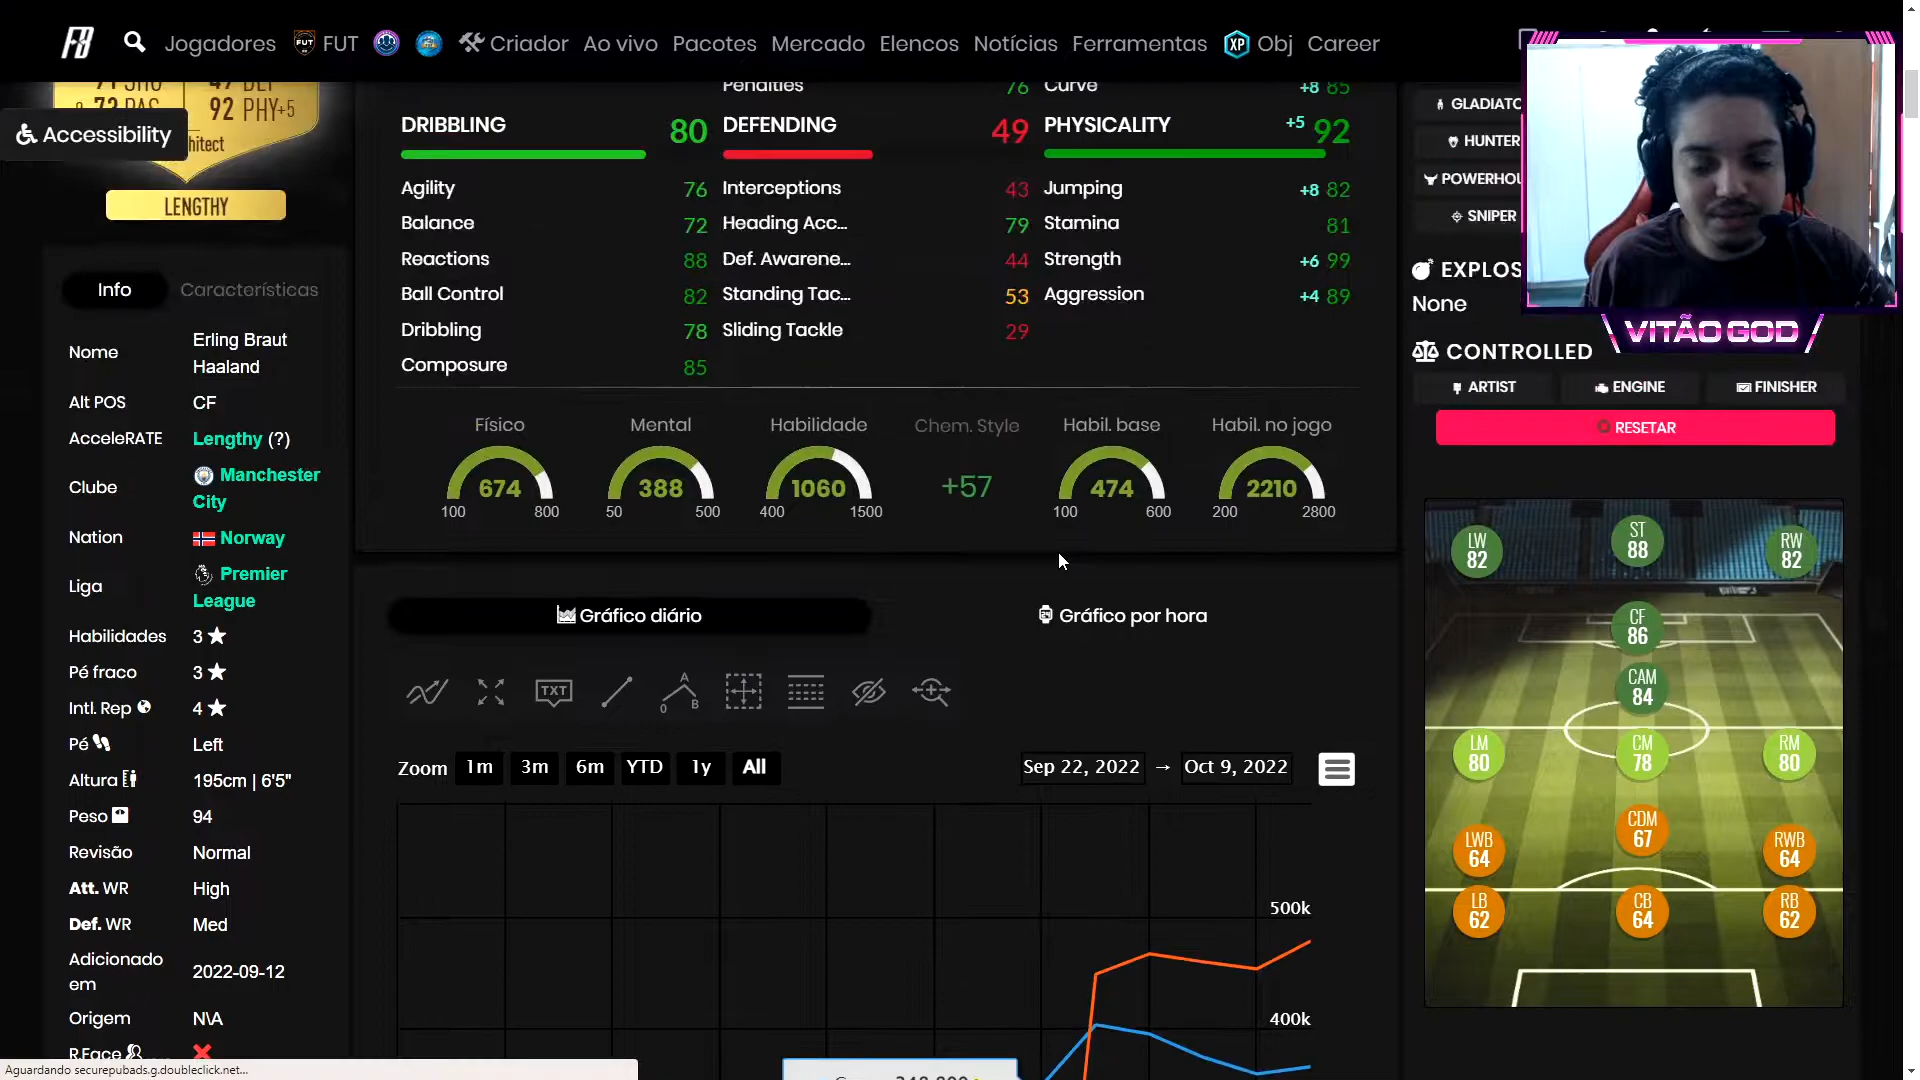 Jogadores FUT Criador Ao vivo Pacotes Mercado Elencos Notícias Ferramentas XP Obj Career
92 PHY+5
Accessibility
LENGTHY
Info Características
Nome Erling Braut Haaland
Alt POS CF
AcceleRATE Lengthy (?)
Clube Manchester City
Nation Norway
Liga Premier League
Habilidades 3
Pé fraco 3
Intl. Rep 4
Pé Left
Altura 195cm | 6'5"
Peso 94
Revisão Normal
Att. WR High
Def. WR Med
Adicionado em 2022-09-12
Origem N\A
R.Face
Aguardando securepubads.g.doubleclick.net...
Penalties 76 Curve +8 85
DRIBBLING 80 DEFENDING 49 PHYSICALITY +5 92
Agility 76 Interceptions 43 Jumping +8 82
Balance 72 Heading Acc... 79 Stamina 81
Reactions 88 Def. Awarene... 44 Strength +6 99
Ball Control 82 Standing Tac... 53 Aggression +4 89
Dribbling 78 Sliding Tackle 29
Composure 85
Físico Mental Habilidade Chem. Style Habil. base Habil. no jogo
674 388 1060 +57 474 2210
100 800 50 500 400 1500 100 600 200 2800
Gráfico diário Gráfico por hora
TXT A 0 B
Zoom 1m 3m 6m YTD 1y All Sep 22, 2022 → Oct 9, 2022
500k
400k
GLADIATO
HUNTER
POWERHOU
SNIPER
EXPLOS
None
VITÃO GOD
CONTROLLED
ARTIST ENGINE FINISHER
RESETAR
LW 82 ST 88 RW 82
CF 86
CAM 84
LM 80 CM 78 RM 80
CDM 67
LWB 64 RWB 64
LB 62 CB 64 RB 62